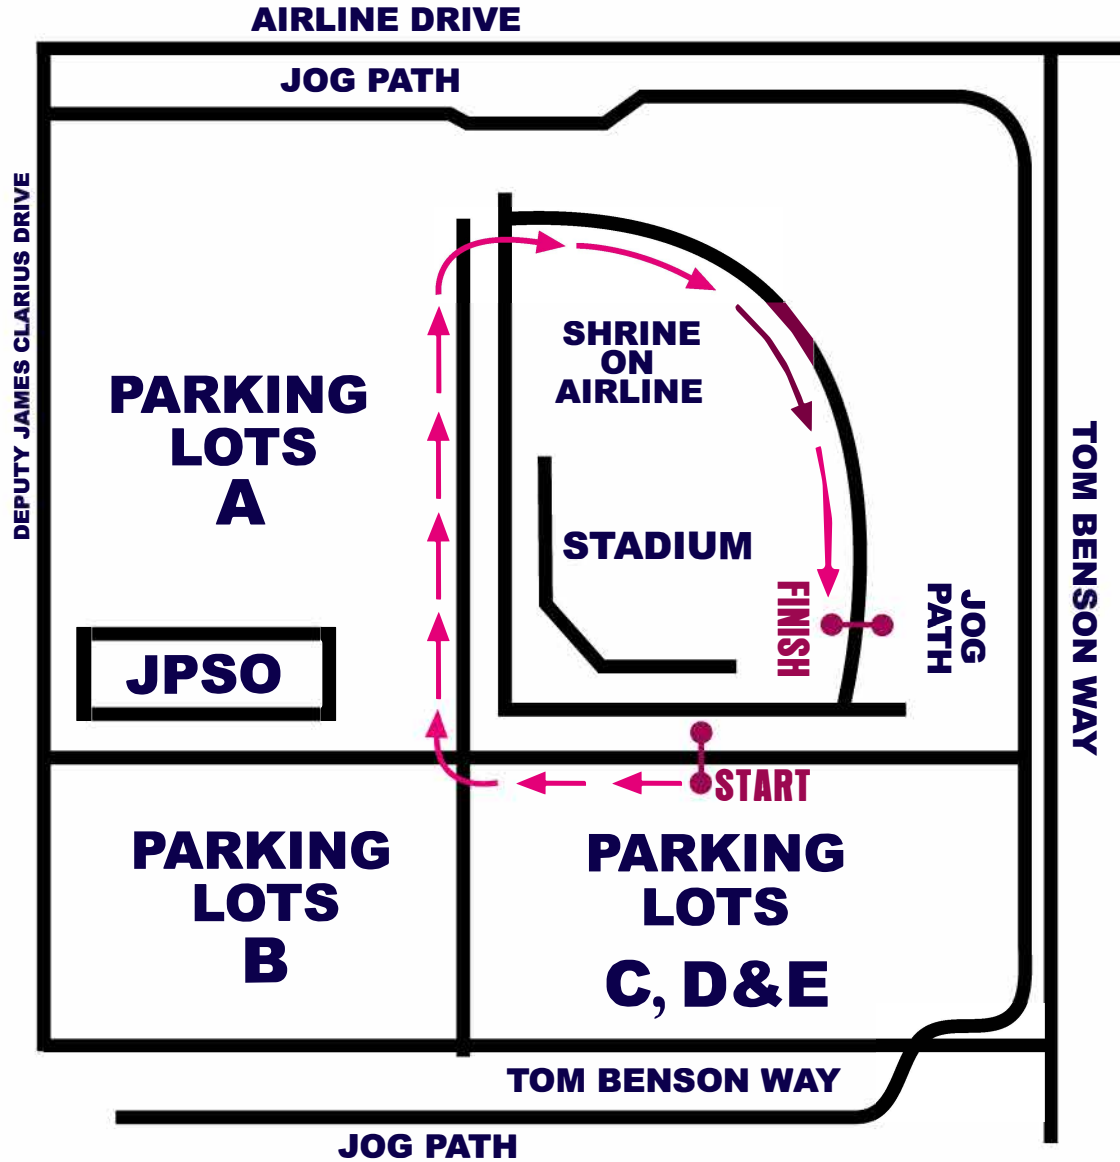 AIRLINE DRIVE
JOG PATH
DEPUTY JAMES CLARIUS DRIVE
SHRINE
ON
AIRLINE
PARKING
LOTS
A
STADIUM
TOM BENSON WAY
FINISH
JOG
PATH
JPSO
START
PARKING
LOTS
B
PARKING
LOTS
C, D&E
TOM BENSON WAY
JOG PATH